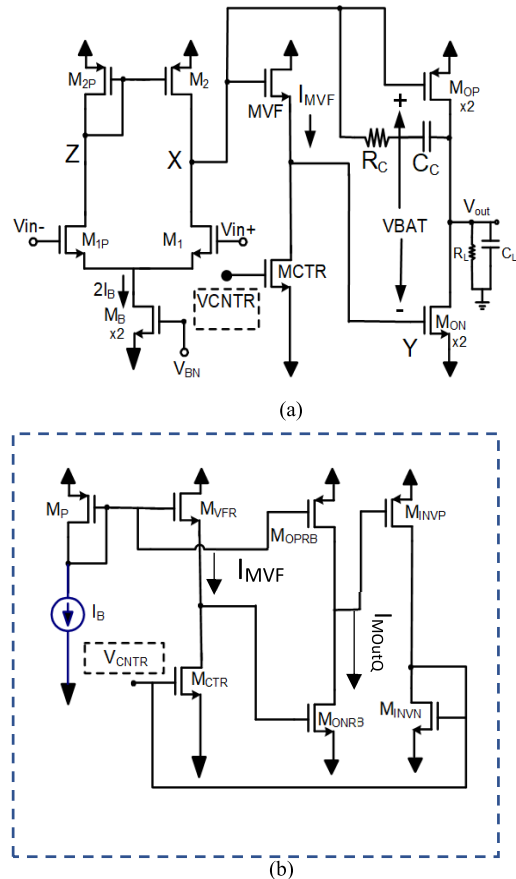 M2P
M2
MVF
IMVF
MOP
x2
+
Z
X
RC
CC
Vin-
M1P
M1
Vin+
VBAT
Vout
RL
CL
2IB
MB
x2
VCNTR
MCTR
-
MON
x2
Y
VBN
(a)
MP
MVFR
MOPRB
MINVP
IMVF
IB
IMOutQ
VCNTR
MCTR
MONRB
MINVN
(b)